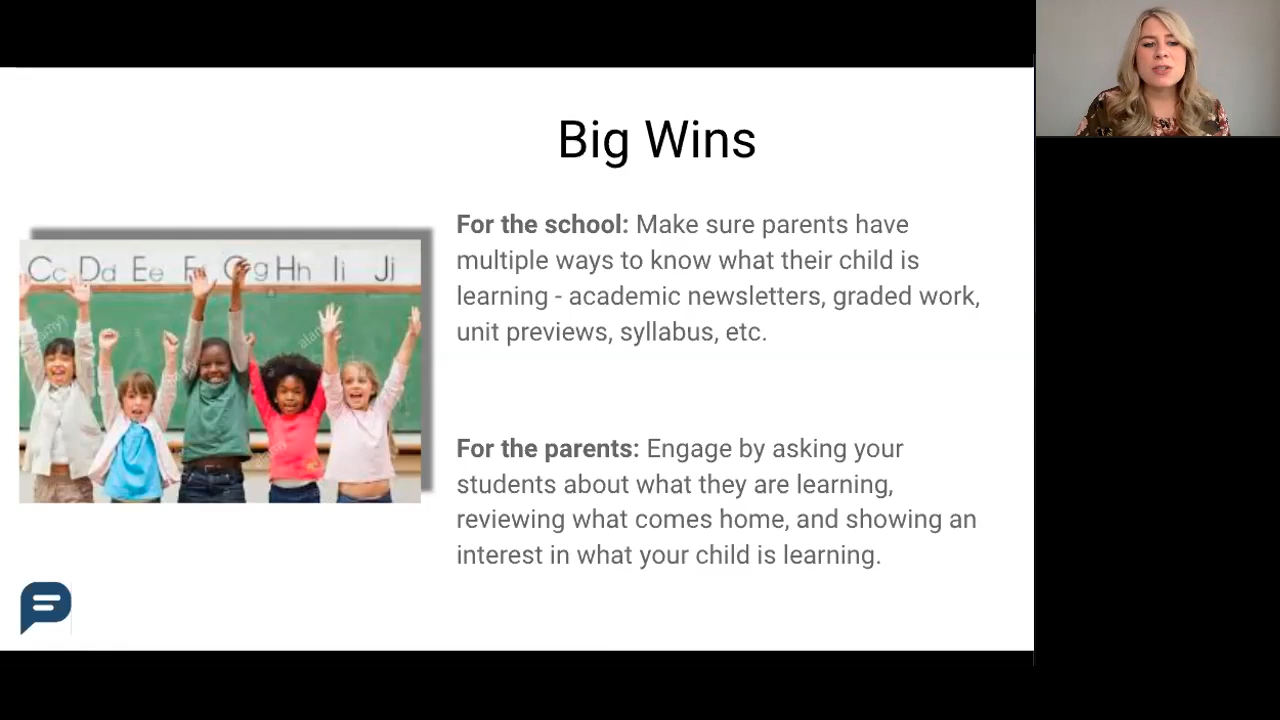 Big Wins
For the school: Make sure parents have
multiple ways to know what their child is
learning - academic newsletters, graded work,
unit previews, syllabus, etc.
Cc Dd Ee Ff Gg Hh Ii Jj
alamy
alamy
alamy
For the parents: Engage by asking your
students about what they are learning,
reviewing what comes home, and showing an
interest in what your child is learning.